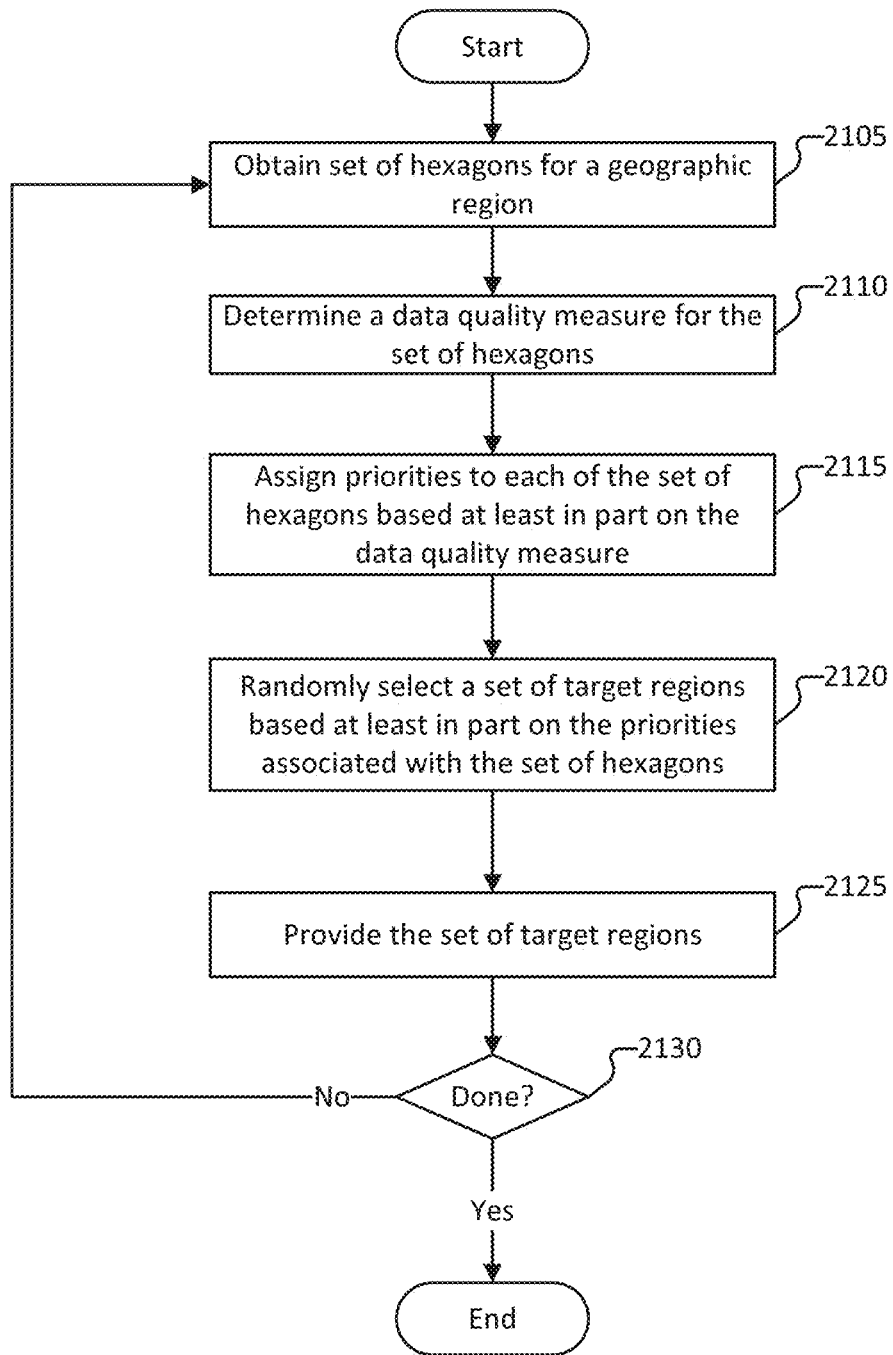 Start
Obtain set of hexagons for a geographic
region
2105
Determine a data quality measure for the
set of hexagons
2110
Assign priorities to each of the set of
hexagons based at least in part on the
data quality measure
2115
Randomly select a set of target regions
based at least in part on the priorities
associated with the set of hexagons
2120
Provide the set of target regions
2125
Done?
2130
No
Yes
End